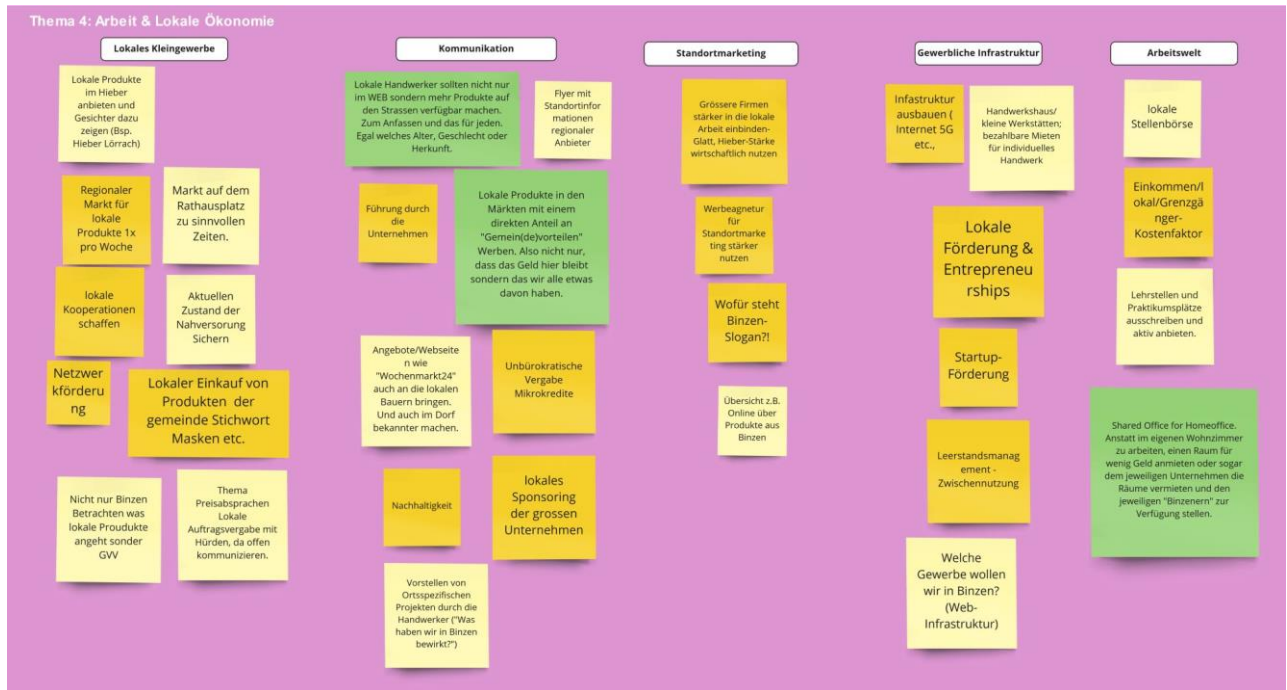 Thema 4: Arbeit & Lokale Ökonomie
Lokales Kleingewerbe
Lokale Produkte
im Hieber
anbieten und
Gesichter dazu
zeigen (Bsp.
Hieber Lörrach)
Regionaler
Markt für
lokale
Produkte 1x
pro Woche
Markt auf dem
Rathausplatz
zu sinnvollen
Zeiten.
lokale
Kooperationen
schaffen
Aktuellen
Zustand der
Nahversorung
Sichern
Netzwe
rkförderu
ng
Lokaler Einkauf von
Produkten der
gemeinde Stichwort
Masken etc.
Nicht nur Binzen
Betrachten was
lokale Proudukte
angeht sonder
GVV
Thema
Preisabsprachen
Lokale
Auftragsvergabe mit
Hürden, da offen
kommunizieren.
Kommunikation
Lokale Handwerker sollten nicht nur
im WEB sondern mehr Produkte auf
den Strassen verfügbar machen.
Zum Anfassen und das für jeden.
Egal welches Alter, Geschlecht oder
Herkunft.
Flyer mit
Standortinfor
mationen
regionaler
Anbieter
Führung durch
die
Unternehmen
Lokale Produkte in den
Märkten mit einem
direkten Anteil an
"Gemein(de)vorteilen"
Werben. Also nicht nur,
dass das Geld hier bleibt
sondern das wir alle etwas
davon haben.
Angebote/Webseite
n wie
"Wochenmarkt24"
auch an die lokalen
Bauern bringen.
Und auch im Dorf
bekannter machen.
Unbürokratische
Vergabe
Mikrokredite
Nachhaltigkeit
lokales
Sponsoring
der grossen
Unternehmen
Vorstellen von
Ortsspezifischen
Projekten durch die
Handwerker ("Was
haben wir in Binzen
bewirkt?")
Standortmarketing
Grössere Firmen
stärker in die lokale
Arbeit einbinden-
Glatt, Hieber-Stärke
wirtschaftlich nutzen
Werbeagnetur
für
Standortmarke
ting stärker
nutzen
Wofür steht
Binzen-
Slogan?!
Übersicht z.B.
Online über
Produkte aus
Binzen
Gewerbliche Infrastruktur
Infastruktur
ausbauen (
Internet 5G
etc.,
Handwerkshaus/
kleine Werkstätten;
bezahlbare Mieten
für individuelles
Handwerk
Lokale
Förderung &
Entrepreneu
rships
Startup-
Förderung
Leerstandsmanag
ement -
Zwischennutzung
Welche
Gewerbe wollen
wir in Binzen?
(Web-
Infrastruktur)
Arbeitswelt
lokale
Stellenbörse
Einkommen/l
okal/Grenzgä
nger-
Kostenfaktor
Lehrstellen und
Praktikumsplätze
ausschreiben und
aktiv anbieten.
Shared Office for Homeoffice.
Anstatt im eigenen Wohnzimmer
zu arbeiten, einen Raum für
wenig Geld anmieten oder sogar
dem jeweiligen Unternehmen die
Räume vermieten und den
jeweiligen "Binzenern" zur
Verfügung stellen.